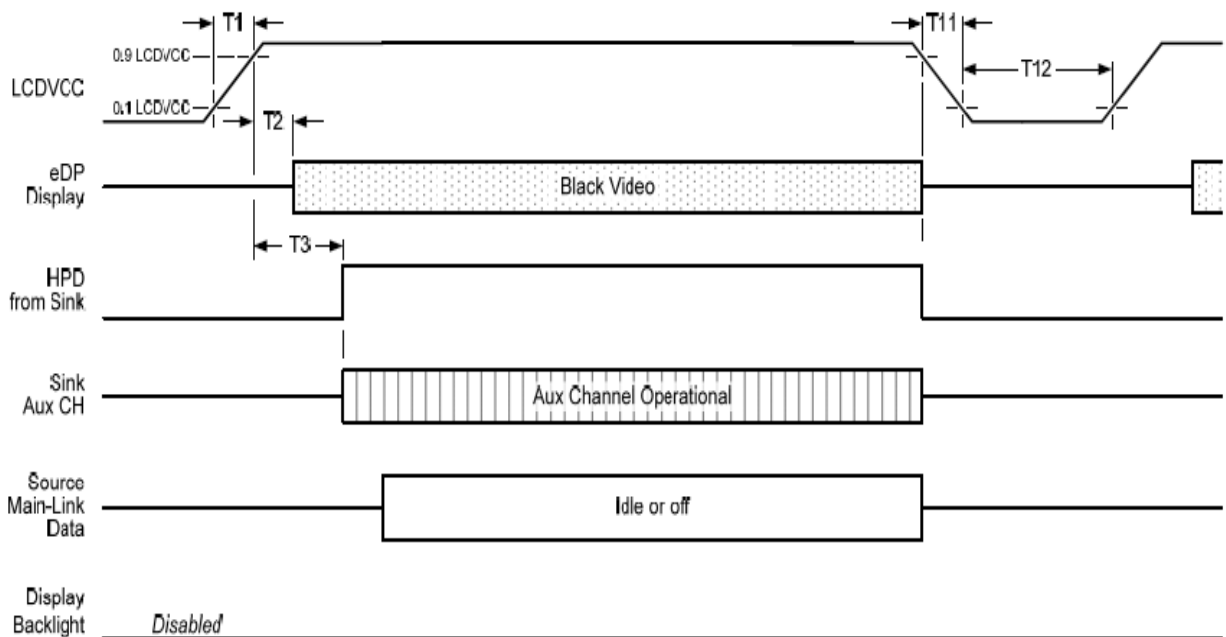 T1
T11
0.9 LCDVCC
LCDVCC
T12
0.1 LCDVCC
T2
eDP
Display
Black Video
T3
HPD
from Sink
Sink
Aux CH
Aux Channel Operational
Source
Main-Link
Data
Idle or off
Display
Backlight
Disabled